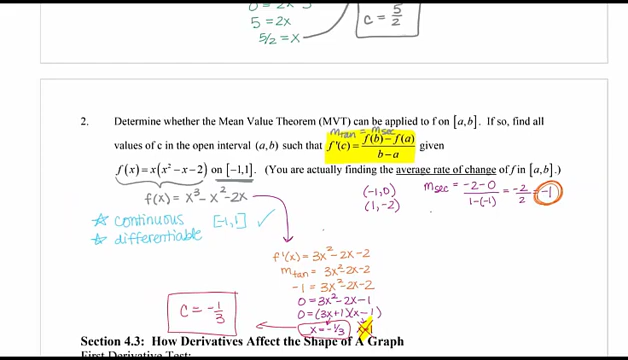 0 = 2x-5
5 = 2x
5/2 = x
c = 5/2
2. Determine whether the Mean Value Theorem (MVT) can be applied to f on [a,b]. If so, find all
m tan = m sec
values of c in the open interval (a,b) such that f'(c) = f(b)-f(a) / b-a given
f(x)=x(x²-x-2) on [-1,1]. (You are actually finding the average rate of change of f in [a,b].)
f(x) = x³-x²-2x
(-1,0)
(1,-2)
m sec = -2-0 / 1-(-1) = -2/2 = -1
☆ continuous [-1,1] ✓
☆ differentiable
f'(x) = 3x²-2x-2
m tan = 3x²-2x-2
-1 = 3x²-2x-2
0 = 3x²-2x-1
0 = (3x+1)(x-1)
x = -1/3 x=1
c = -1/3
Section 4.3: How Derivatives Affect the Shape of A Graph
First Derivative Test: